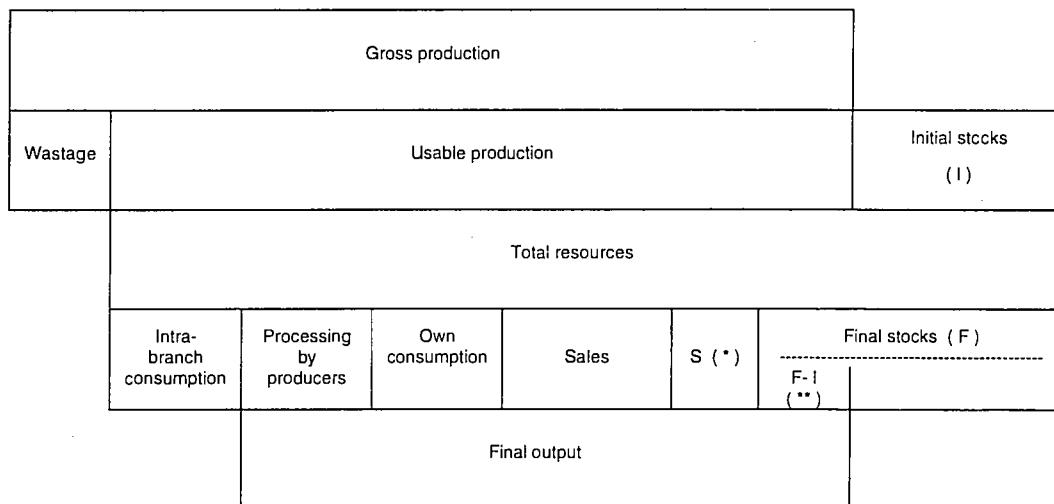 Gross production
Wastage
Usable production
Initial stccks
( I )
Total resources
Intra-
branch
consumption
Processing
by
producers
Own
consumption
Sales
S ( * )
Final stocks ( F )
F- I
( ** )
Final output